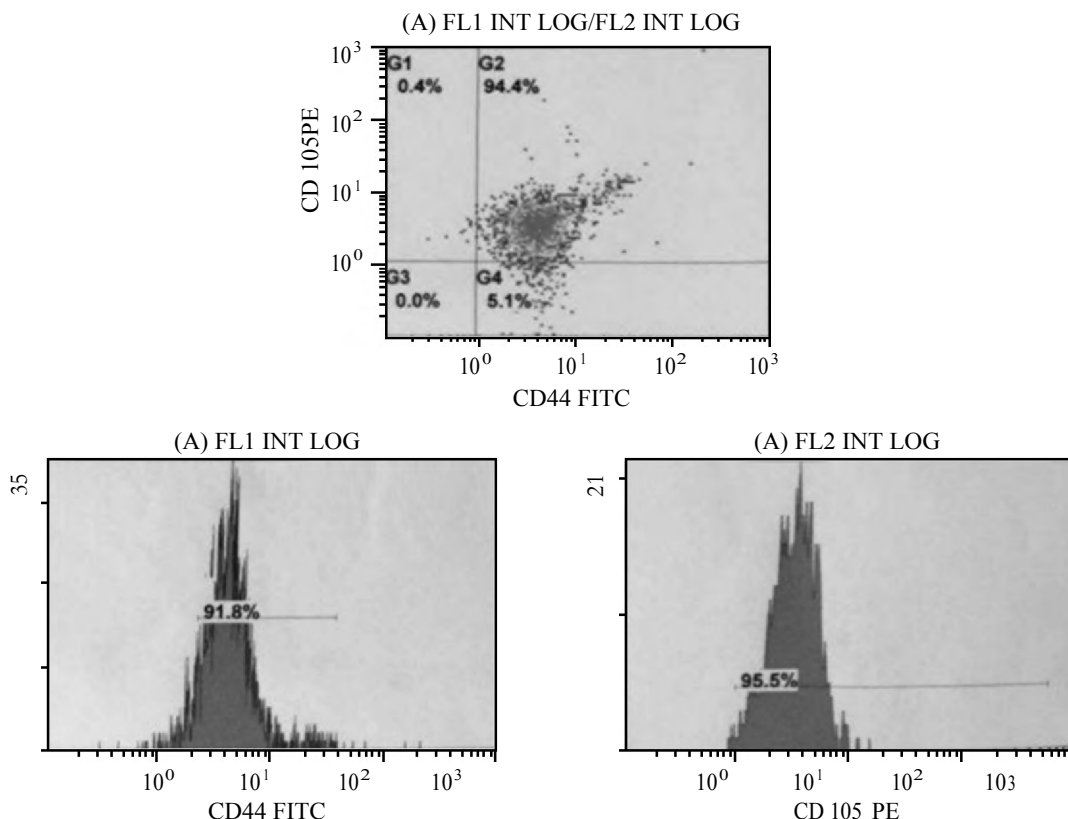 (A) FL1 INT LOG/FL2 INT LOG
10³
G1 G2
0.4% 94.4%
10²
CD 105PE
10¹
10⁰
G3 G4
0.0% 5.1%
10⁰ 10¹ 10² 10³
CD44 FITC
(A) FL1 INT LOG
35
91.8%
10⁰ 10¹ 10² 10³
CD44 FITC
(A) FL2 INT LOG
21
95.5%
10⁰ 10¹ 10² 10³
CD 105 PE